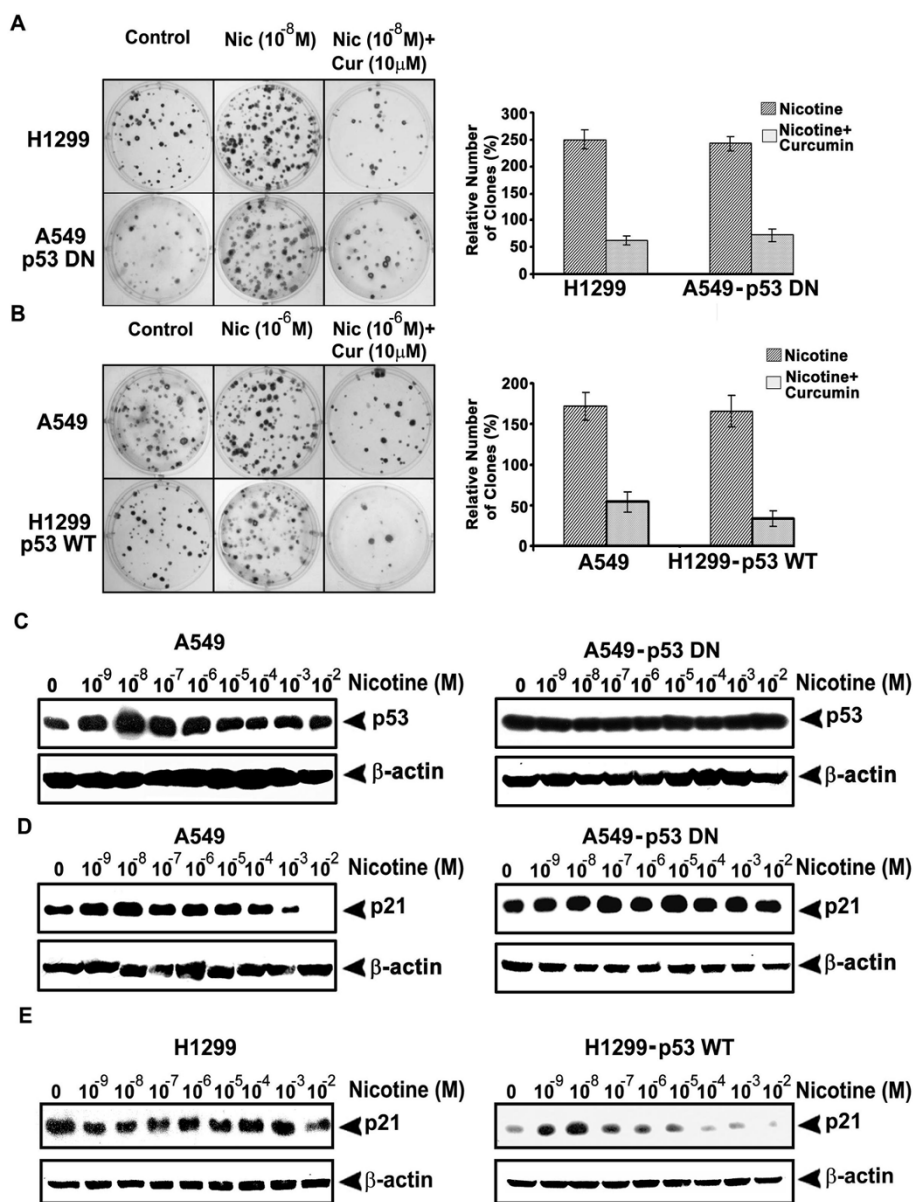 A
Control Nic (10⁻⁸M) Nic (10⁻⁸M)+
Cur (10μM)
H1299
A549
p53 DN
Relative Number
of Clones (%)
250
200
150
100
50
0
Nicotine
Nicotine+
Curcumin
H1299 A549-p53 DN
B
Control Nic (10⁻⁶M) Nic (10⁻⁶M)+
Cur (10μM)
A549
H1299
p53 WT
Relative Number
of Clones (%)
200
150
100
50
0
Nicotine
Nicotine+
Curcumin
A549 H1299-p53 WT
C
A549
0 10⁻⁹ 10⁻⁸ 10⁻⁷ 10⁻⁶ 10⁻⁵ 10⁻⁴ 10⁻³ 10⁻² Nicotine (M)
p53
β-actin
A549-p53 DN
0 10⁻⁹ 10⁻⁸ 10⁻⁷ 10⁻⁶ 10⁻⁵ 10⁻⁴ 10⁻³ 10⁻² Nicotine (M)
p53
β-actin
D
A549
0 10⁻⁹ 10⁻⁸ 10⁻⁷ 10⁻⁶ 10⁻⁵ 10⁻⁴ 10⁻³ 10⁻² Nicotine (M)
p21
β-actin
A549-p53 DN
0 10⁻⁹ 10⁻⁸ 10⁻⁷ 10⁻⁶ 10⁻⁵ 10⁻⁴ 10⁻³ 10⁻² Nicotine (M)
p21
β-actin
E
H1299
0 10⁻⁹ 10⁻⁸ 10⁻⁷ 10⁻⁶ 10⁻⁵ 10⁻⁴ 10⁻³ 10⁻² Nicotine (M)
p21
β-actin
H1299-p53 WT
0 10⁻⁹ 10⁻⁸ 10⁻⁷ 10⁻⁶ 10⁻⁵ 10⁻⁴ 10⁻³ 10⁻² Nicotine (M)
p21
β-actin